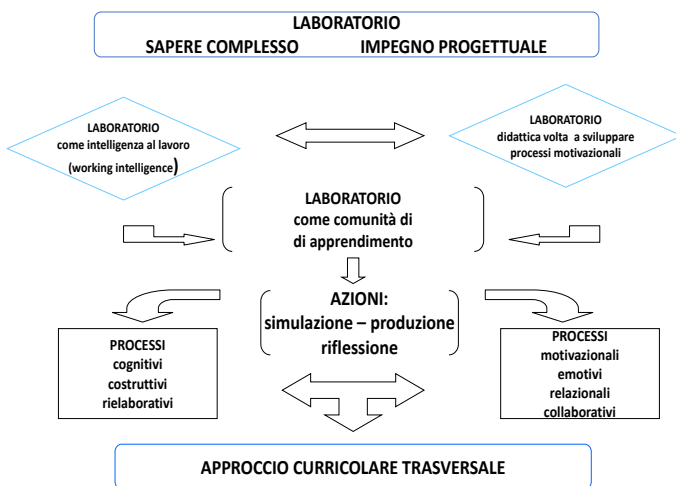 LABORATORIO
SAPERE COMPLESSO IMPEGNO PROGETTUALE
LABORATORIO
come intelligenza al lavoro
(working intelligence)
LABORATORIO
didattica volta a sviluppare
processi motivazionali
LABORATORIO
come comunità di
di apprendimento
AZIONI:
simulazione – produzione
riflessione
PROCESSI
cognitivi
costruttivi
rielaborativi
PROCESSI
motivazionali
emotivi
relazionali
collaborativi
APPROCCIO CURRICOLARE TRASVERSALE